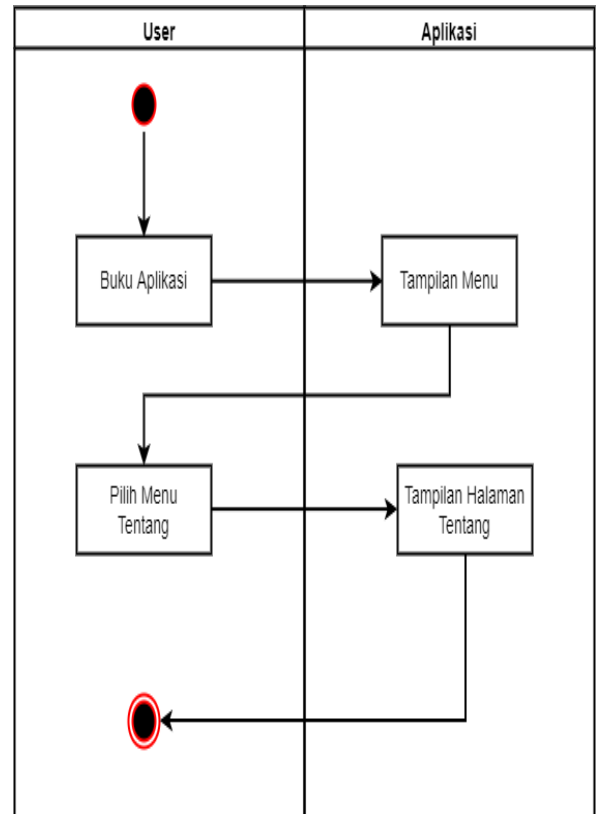 User
Aplikasi
Buku Aplikasi
Tampilan Menu
Pilih Menu
Tentang
Tampilan Halaman
Tentang